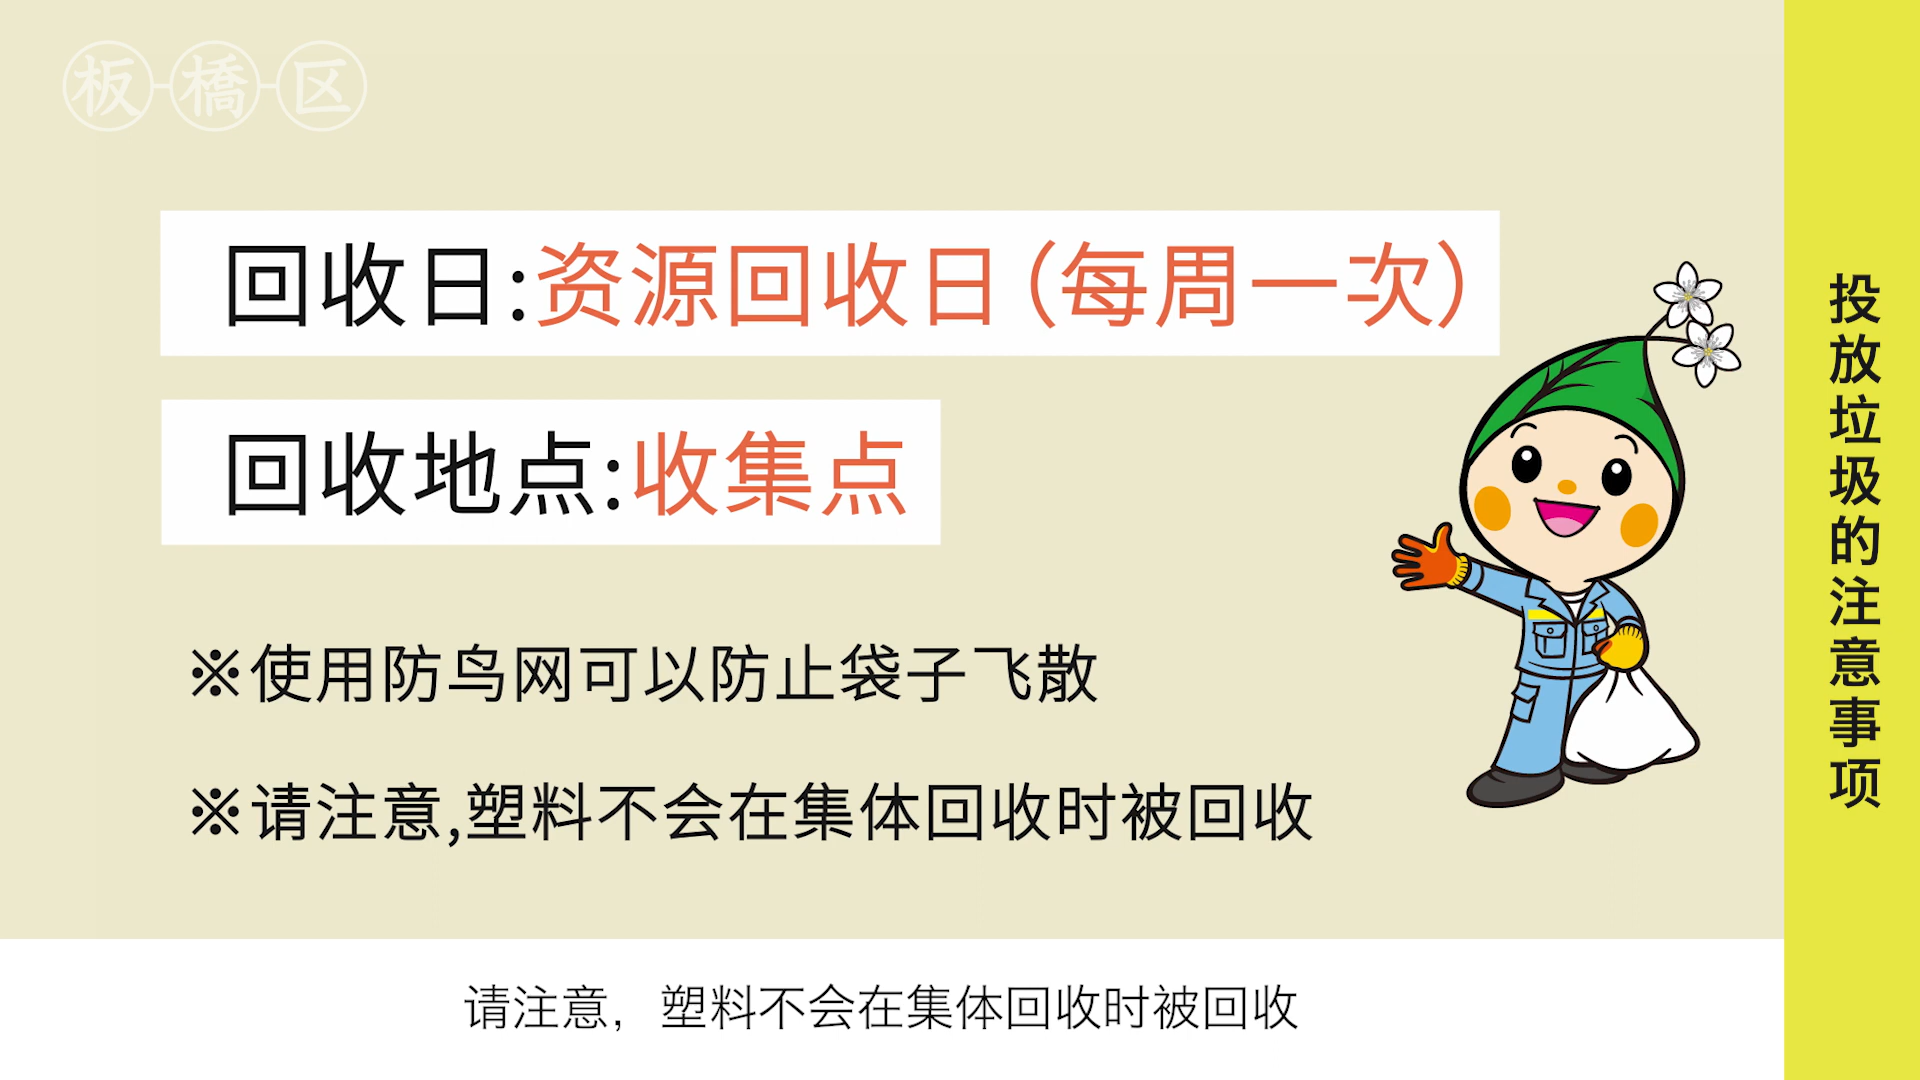 板橋区
回收日:资源回收日(每周一次)
回收地点:收集点
※使用防鸟网可以防止袋子飞散
※请注意,塑料不会在集体回收时被回收
请注意，塑料不会在集体回收时被回收
投放垃圾的注意事项